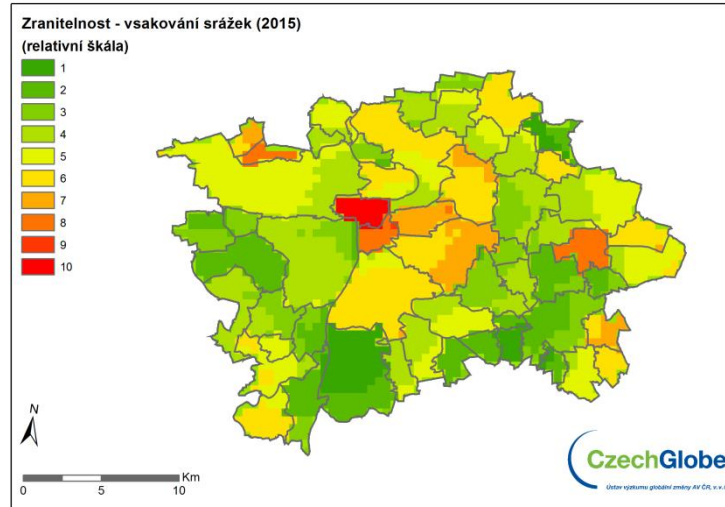 Zranitelnost - vsakování srážek (2015)
(relativní škála)
1
2
3
4
5
6
7
8
9
10
N
Km
0 5 10
CzechGlobe
Ústav výzkumu globální změny AV ČR, v.v.i.